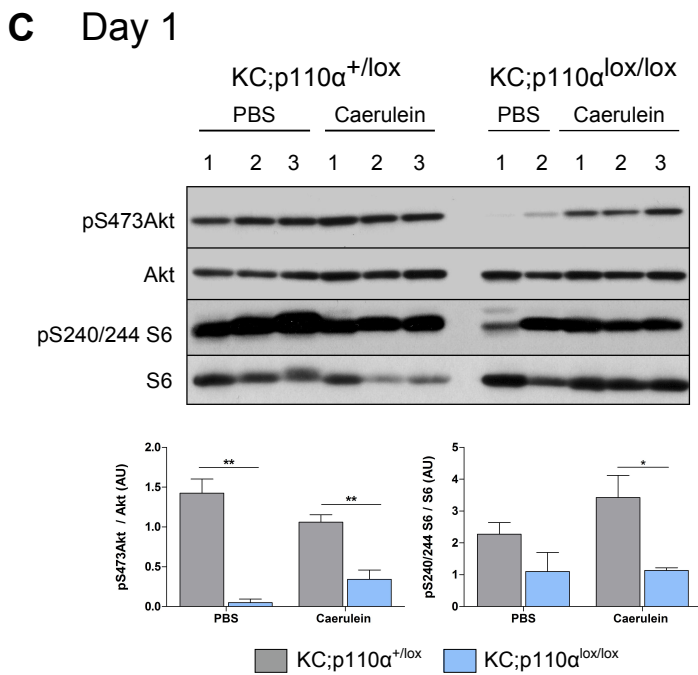 C Day 1
KC;p110α+/lox KC;p110αlox/lox
PBS Caerulein PBS Caerulein
1 2 3 1 2 3 1 2 1 2 3
pS473Akt
Akt
pS240/244 S6
S6
pS473Akt / Akt (AU)
2.0
1.5
1.0
0.5
0.0
**
**
PBS Caerulein
pS240/244 S6 / S6 (AU)
5
4
3
2
1
0
*
PBS Caerulein
KC;p110α+/lox KC;p110αlox/lox